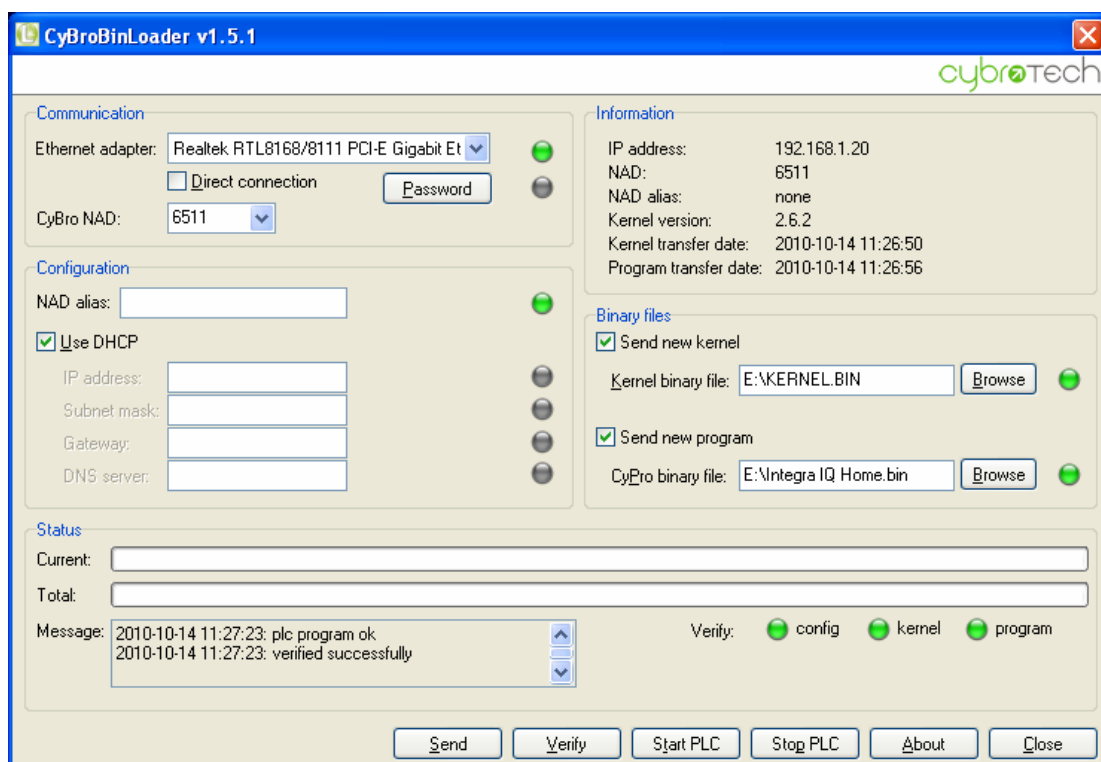 CyBroBinLoader v1.5.1
cybroTech
Communication
Ethernet adapter: Realtek RTL8168/8111 PCI-E Gigabit Et
Direct connection
Password
CyBro NAD: 6511
Configuration
NAD alias:
Use DHCP
IP address:
Subnet mask:
Gateway:
DNS server:
Information
IP address: 192.168.1.20
NAD: 6511
NAD alias: none
Kernel version: 2.6.2
Kernel transfer date: 2010-10-14 11:26:50
Program transfer date: 2010-10-14 11:26:56
Binary files
Send new kernel
Kernel binary file: E:\KERNEL.BIN Browse
Send new program
CyPro binary file: E:\Integra IQ Home.bin Browse
Status
Current:
Total:
Message: 2010-10-14 11:27:23: plc program ok
2010-10-14 11:27:23: verified successfully
Verify: config kernel program
Send Verify Start PLC Stop PLC About Close